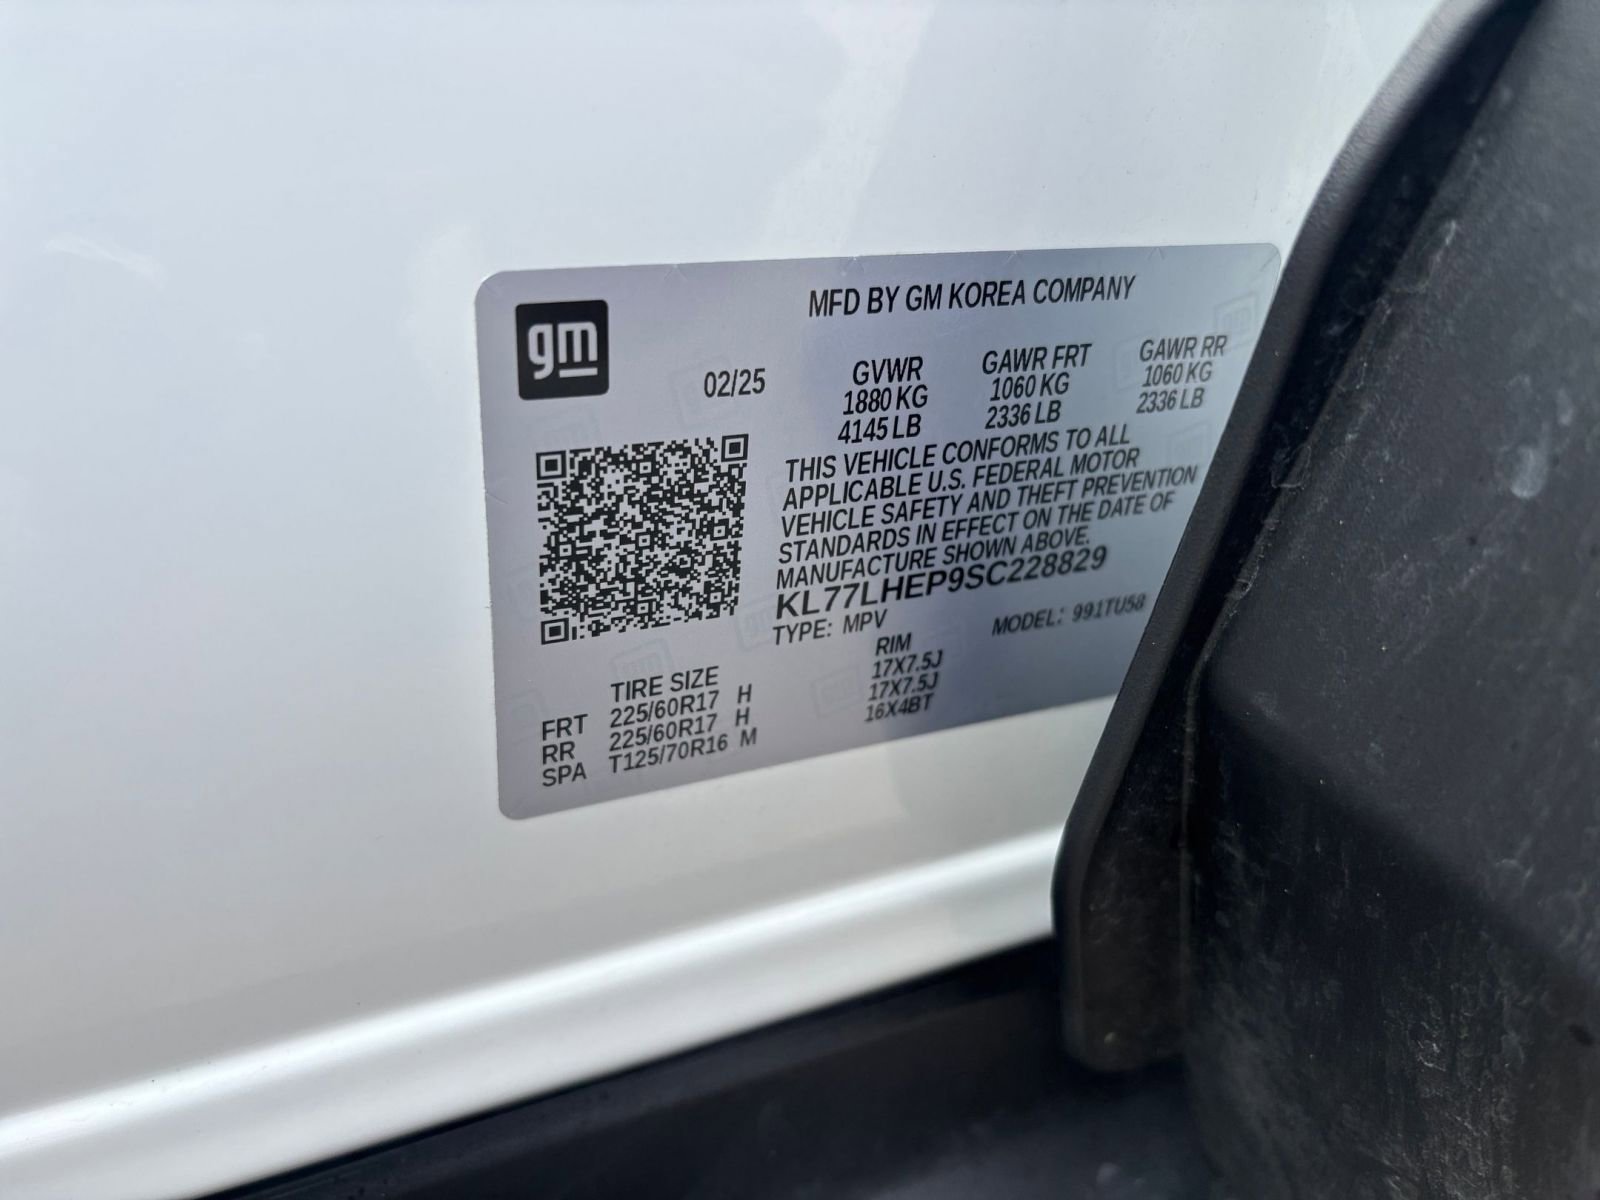 gm
MFD BY GM KOREA COMPANY
02/25
GVWR GAWR FRT GAWR RR
1880 KG 1060 KG 1060 KG
4145 LB 2336 LB 2336 LB
THIS VEHICLE CONFORMS TO ALL
APPLICABLE U.S. FEDERAL MOTOR
VEHICLE SAFETY AND THEFT PREVENTION
STANDARDS IN EFFECT ON THE DATE OF
MANUFACTURE SHOWN ABOVE.
KL77LHEP9SC228829
TYPE: MPV MODEL: 991TU58
TIRE SIZE RIM
FRT 225/60R17 H 17X7.5J
RR 225/60R17 H 17X7.5J
SPA T125/70R16 M 16X4BT